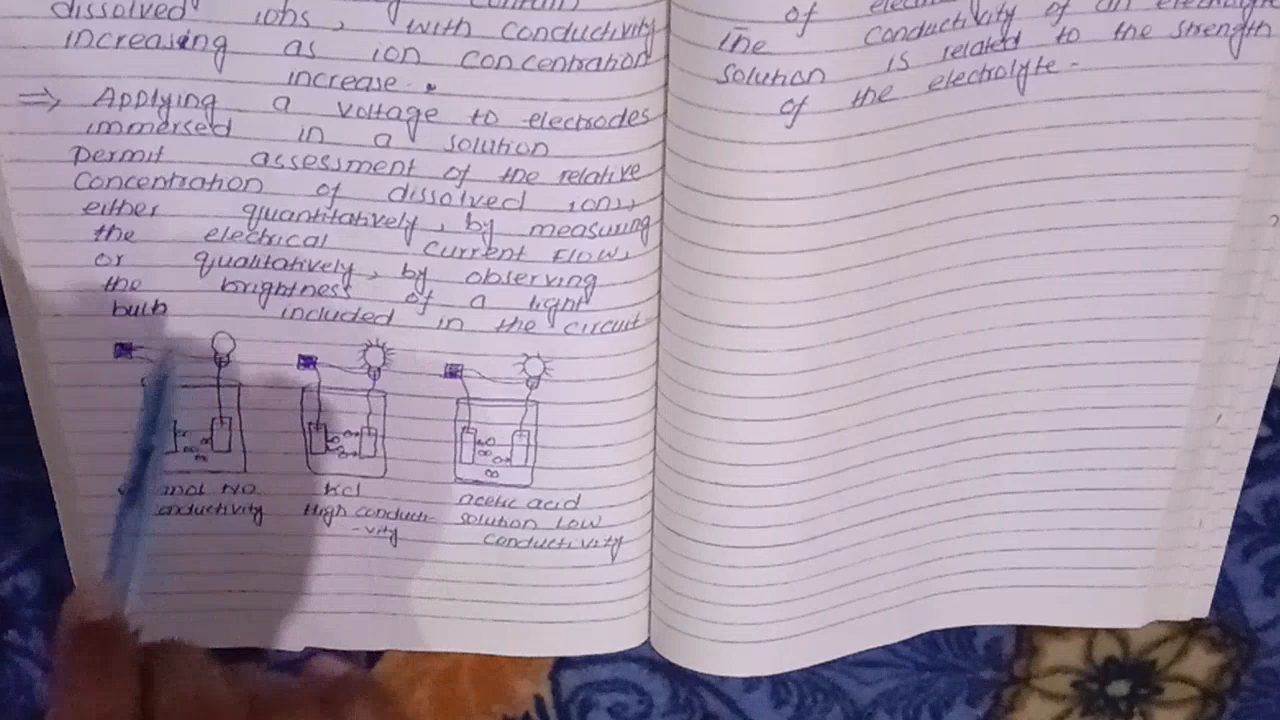 dissolved ions,
with conductivity
increasing as ion concentration
increase.
⇒ Applying a voltage to electrodes
immersed in a solution
permit assessment of the relative
concentration of dissolved ions,
either quantitatively, by measuring
the electrical current flow,
or qualitatively, by observing
the brightness of a light
bulb included in the circuit
No
KCl
High conducti-
-vity
acetic acid
solution low
conductivity
of
The conductivity of an
solution is related to the strength
of the electrolyte.